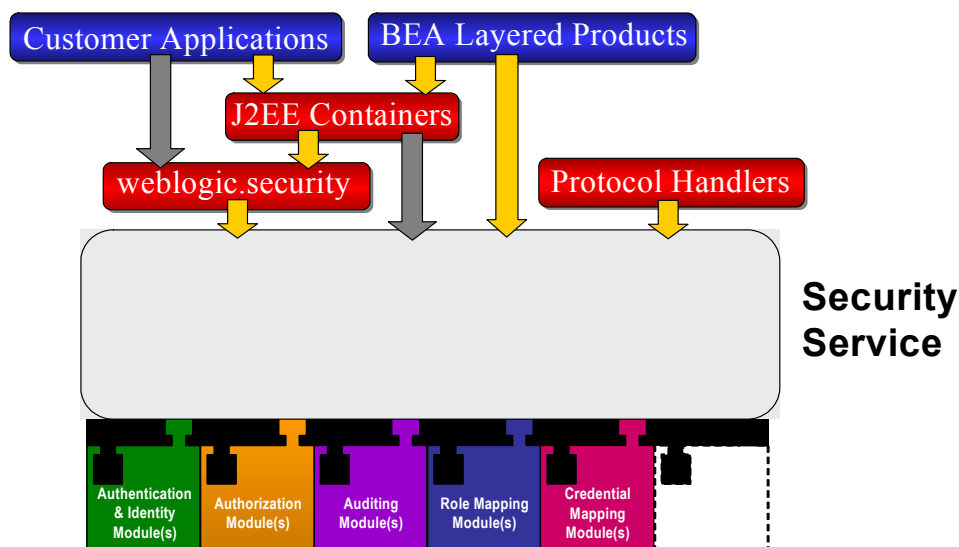 Customer Applications
BEA Layered Products
J2EE Containers
weblogic.security
Protocol Handlers
Security
Service
Authentication
& Identity
Module(s)
Authorization
Module(s)
Auditing
Module(s)
Role Mapping
Module(s)
Credential
Mapping
Module(s)